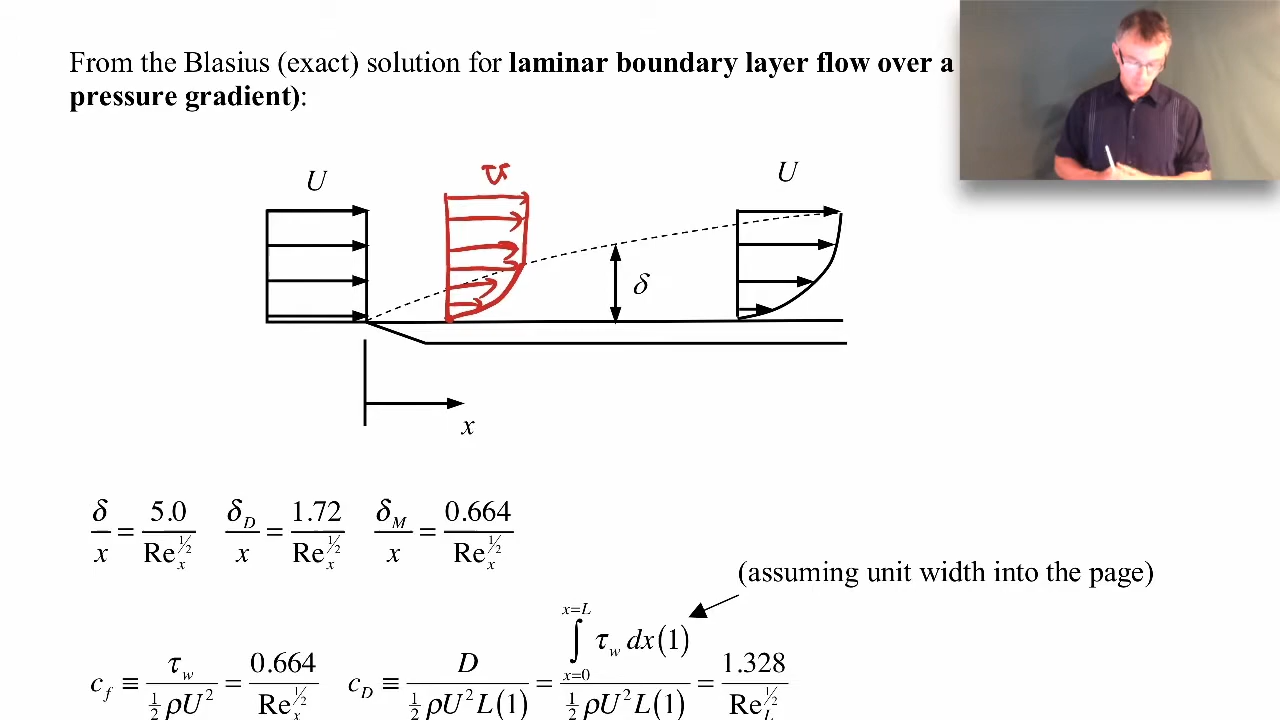 From the Blasius (exact) solution for laminar boundary layer flow over a
pressure gradient):
U U U
δ
x
δ/x = 5.0/Re_x^½ δ_D/x = 1.72/Re_x^½ δ_M/x = 0.664/Re_x^½
(assuming unit width into the page)
c_f ≡ τ_w/(½ρU²) = 0.664/Re_x^½ c_D ≡ D/(½ρU²L(1)) = ∫_{x=0}^{x=L} τ_w dx(1)/(½ρU²L(1)) = 1.328/Re_L^½